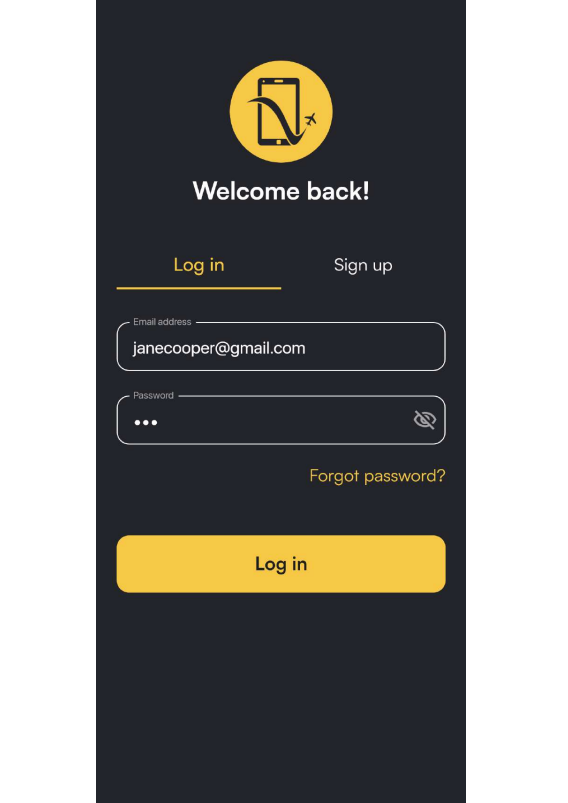 Welcome back!
Log in Sign up
Email address
janecooper@gmail.com
Password
•••
Forgot password?
Log in